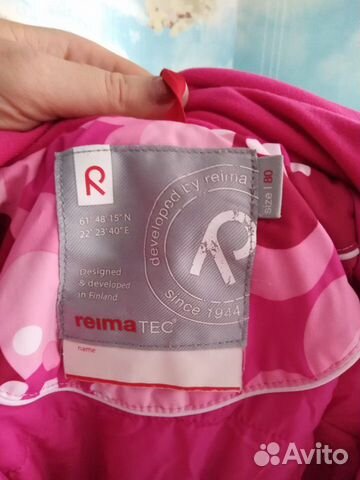 R
61° 48'15"N
22° 23'40"E
Designed
& developed
in Finland
reimaTEC®
name
developed by reima
R
since 1944
size | 80
Avito